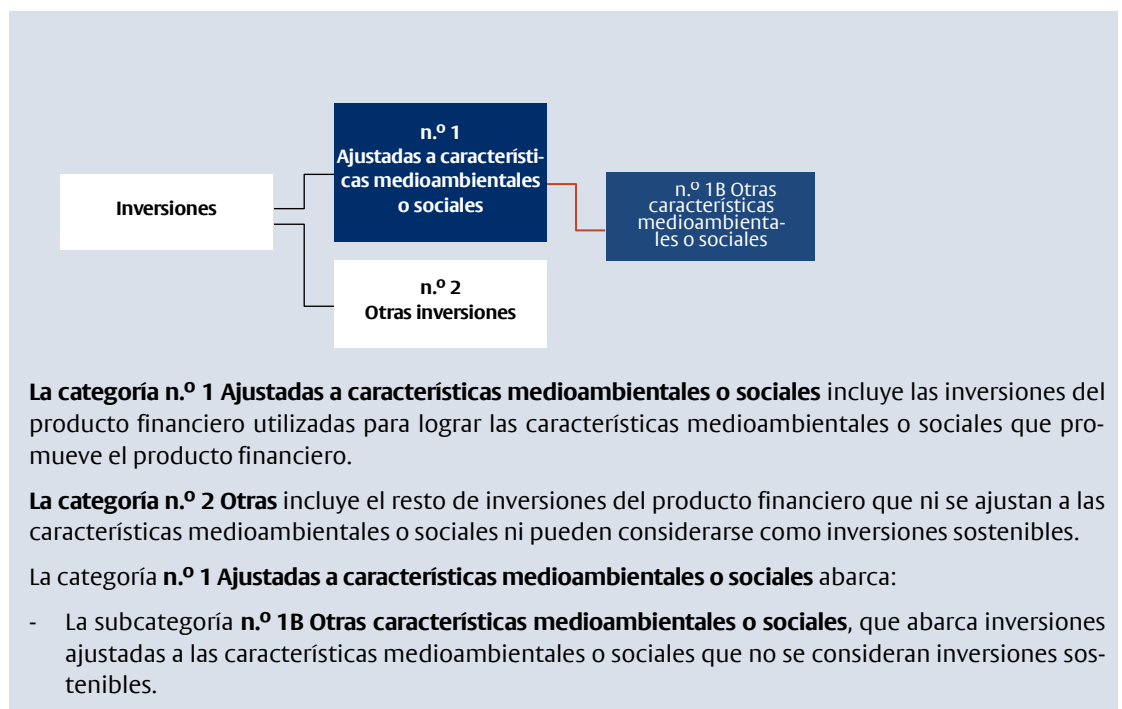 n.º 1
Ajustadas a característi-
cas medioambientales
o sociales
Inversiones
n.º 1B Otras
características
medioambienta-
les o sociales
n.º 2
Otras inversiones
La categoría n.º 1 Ajustadas a características medioambientales o sociales incluye las inversiones del
producto financiero utilizadas para lograr las características medioambientales o sociales que pro-
mueve el producto financiero.
La categoría n.º 2 Otras incluye el resto de inversiones del producto financiero que ni se ajustan a las
características medioambientales o sociales ni pueden considerarse como inversiones sostenibles.
La categoría n.º 1 Ajustadas a características medioambientales o sociales abarca:
- La subcategoría n.º 1B Otras características medioambientales o sociales, que abarca inversiones
ajustadas a las características medioambientales o sociales que no se consideran inversiones sos-
tenibles.